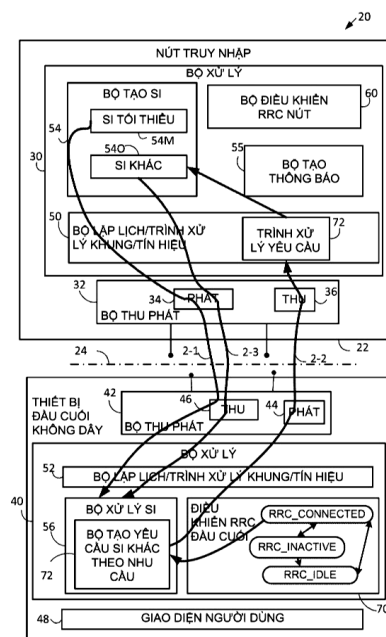 20
NÚT TRUY NHẬP
BỘ XỬ LÝ
BỘ TẠO SI
SI TỐI THIỂU
54M
54O
SI KHÁC
54
30
BỘ ĐIỀU KHIỂN
RRC NÚT
60
55
BỘ TẠO
THÔNG BÁO
50
BỘ LẬP LỊCH/TRÌNH XỬ
LÝ KHUNG/TÍN HIỆU
TRÌNH XỬ
LÝ YÊU CẦU
72
32
34
PHÁT
THU
36
BỘ THU PHÁT
22
24
2-1
2-3
2-2
THIẾT BỊ
ĐẦU CUỐI
KHÔNG DÂY
42
46
THU
44
PHÁT
BỘ THU PHÁT
BỘ XỬ LÝ
52
BỘ LẬP LỊCH/TRÌNH XỬ LÝ KHUNG/TÍN HIỆU
40
BỘ XỬ LÝ SI
56
BỘ TẠO YÊU
CẦU SI KHÁC
THEO NHU
CẦU
72
ĐIỀU
KHIỂN RRC
ĐẦU CUỐI
RRC_CONNECTED
RRC_INACTIVE
RRC_IDLE
70
48
GIAO DIỆN NGƯỜI DÙNG